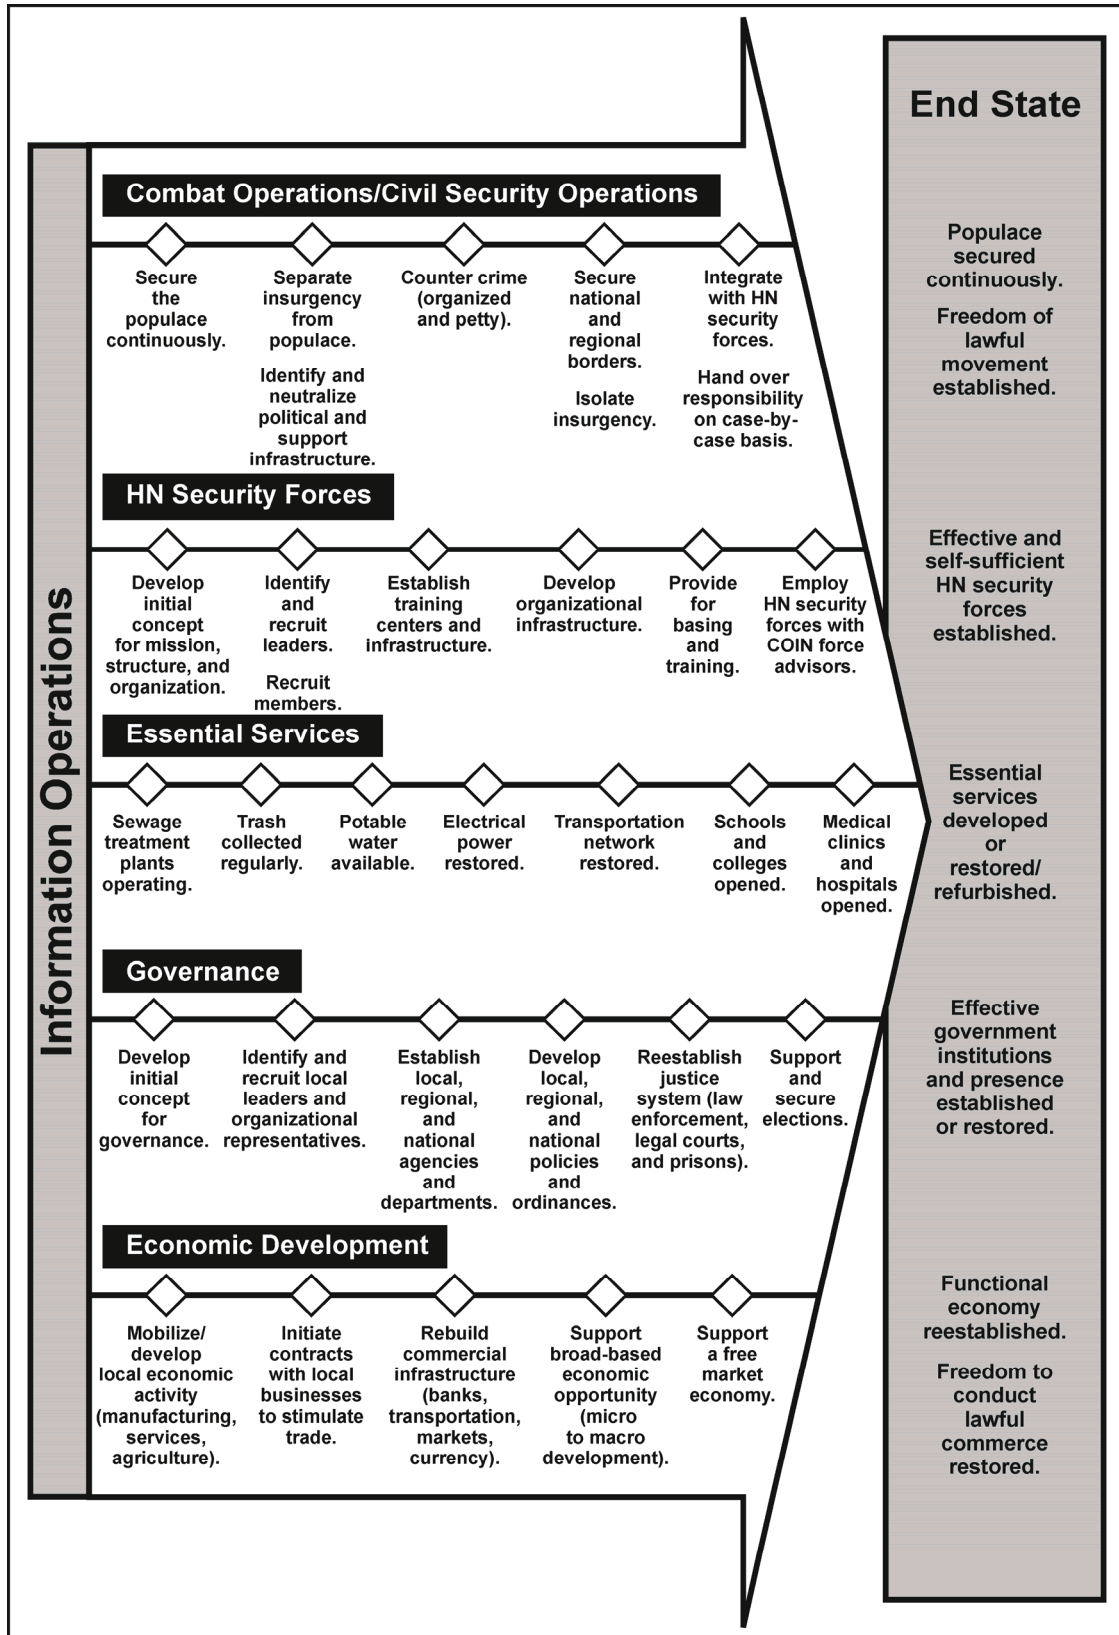 Information Operations
Combat Operations/Civil Security Operations
Secure
the
populace
continuously.
Separate
insurgency
from
populace.
Identify and
neutralize
political and
support
infrastructure.
Counter crime
(organized
and petty).
Secure
national
and
regional
borders.
Isolate
insurgency.
Integrate
with HN
security
forces.
Hand over
responsibility
on case-by-
case basis.
HN Security Forces
Develop
initial
concept
for mission,
structure, and
organization.
Identify
and
recruit
leaders.
Recruit
members.
Establish
training
centers and
infrastructure.
Develop
organizational
infrastructure.
Provide
for
basing
and
training.
Employ
HN security
forces with
COIN force
advisors.
Essential Services
Sewage
treatment
plants
operating.
Trash
collected
regularly.
Potable
water
available.
Electrical
power
restored.
Transportation
network
restored.
Schools
and
colleges
opened.
Medical
clinics
and
hospitals
opened.
Governance
Develop
initial
concept
for
governance.
Identify and
recruit local
leaders and
organizational
representatives.
Establish
local,
regional,
and
national
agencies
and
departments.
Develop
local,
regional,
and
national
policies
and
ordinances.
Reestablish
justice
system (law
enforcement,
legal courts,
and prisons).
Support
and
secure
elections.
Economic Development
Mobilize/
develop
local economic
activity
(manufacturing,
services,
agriculture).
Initiate
contracts
with local
businesses
to stimulate
trade.
Rebuild
commercial
infrastructure
(banks,
transportation,
markets,
currency).
Support
broad-based
economic
opportunity
(micro
to macro
development).
Support
a free
market
economy.
End State
Populace
secured
continuously.
Freedom of
lawful
movement
established.
Effective and
self-sufficient
HN security
forces
established.
Essential
services
developed
or
restored/
refurbished.
Effective
government
institutions
and presence
established
or restored.
Functional
economy
reestablished.
Freedom to
conduct
lawful
commerce
restored.